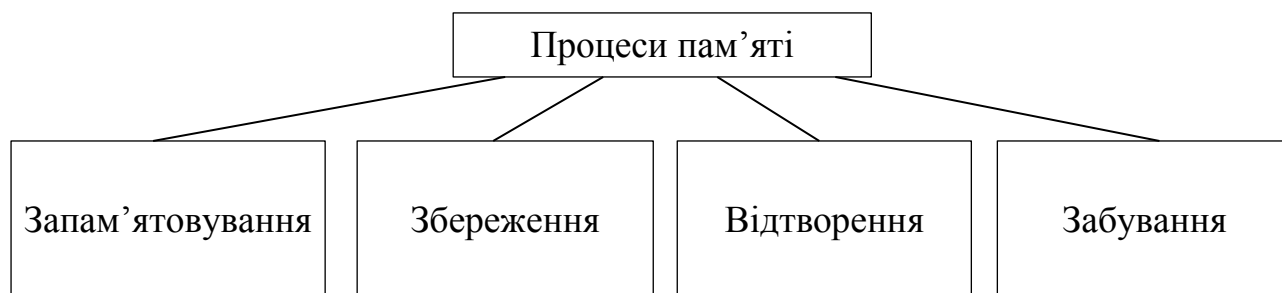 Процеси пам’яті
Запам’ятовування
Збереження
Відтворення
Забування